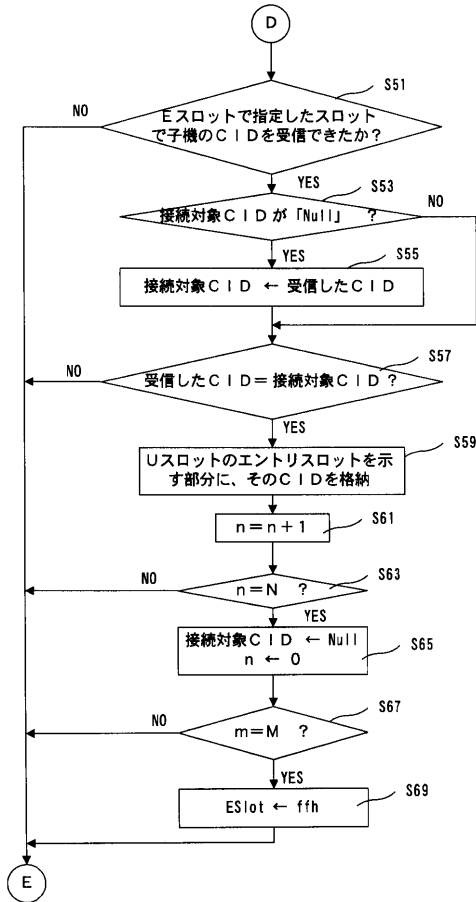 D
S51
NO
Eスロットで指定したスロット
で子機のCIDを受信できたか?
YES
S53
NO
接続対象CIDが「Null」 ?
YES
S55
接続対象CID ← 受信したCID
S57
NO
受信したCID=接続対象CID?
YES
S59
Uスロットのエントリスロットを示
す部分に、そのCIDを格納
S61
n=n+1
S63
NO
n=N ?
YES
接続対象CID ← Null
n ← 0
S65
S67
NO
m=M ?
YES
S69
ESlot ← ffh
E